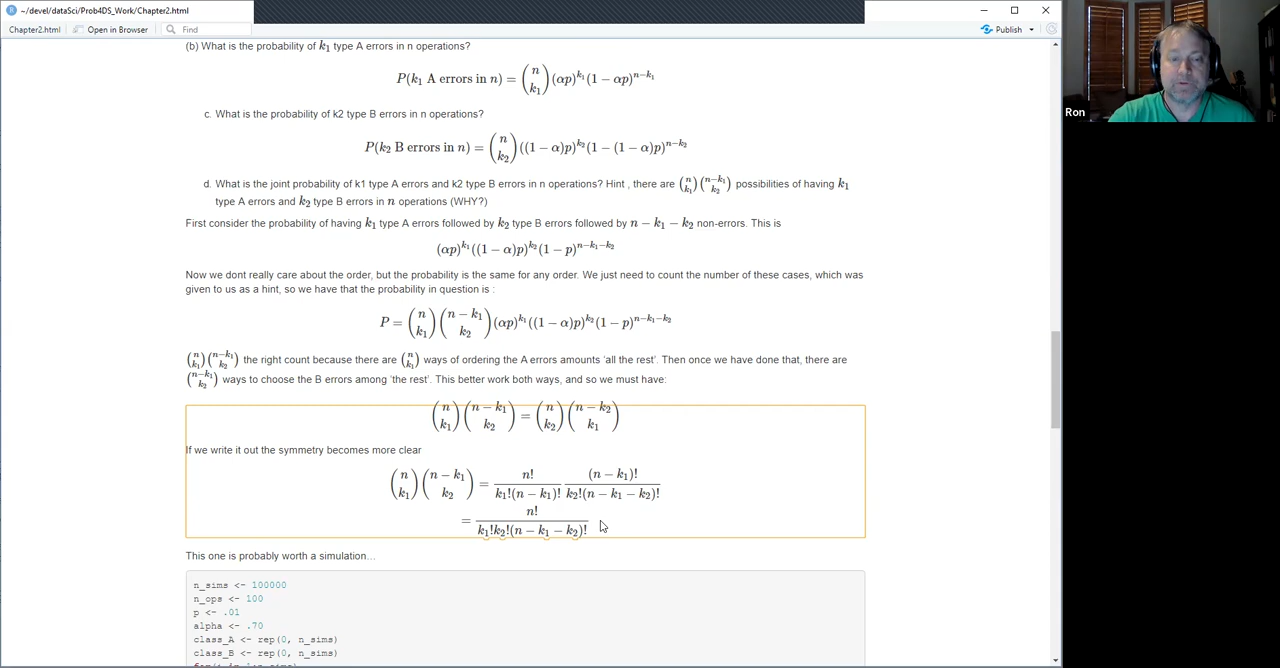 ~/devel/dataSci/Prob4DS_Work/Chapter2.html
Chapter2.html Open in Browser Find Publish
(b) What is the probability of k₁ type A errors in n operations?
P(k₁ A errors in n) = (n k₁)(αp)^k₁(1 − αp)^n−k₁
c. What is the probability of k2 type B errors in n operations?
P(k₂ B errors in n) = (n k₂)((1 − α)p)^k₂(1 − (1 − α)p)^n−k₂
d. What is the joint probability of k1 type A errors and k2 type B errors in n operations? Hint , there are (n k₁)(n−k₁ k₂) possibilities of having k₁
type A errors and k₂ type B errors in n operations (WHY?)
First consider the probability of having k₁ type A errors followed by k₂ type B errors followed by n − k₁ − k₂ non-errors. This is
(αp)^k₁((1 − α)p)^k₂(1 − p)^n−k₁−k₂
Now we dont really care about the order, but the probability is the same for any order. We just need to count the number of these cases, which was
given to us as a hint, so we have that the probability in question is :
P = (n k₁)(n − k₁ k₂)(αp)^k₁((1 − α)p)^k₂(1 − p)^n−k₁−k₂
(n k₁)(n−k₁ k₂) the right count because there are (n k₁) ways of ordering the A errors amounts 'all the rest'. Then once we have done that, there are
(n−k₁ k₂) ways to choose the B errors among 'the rest'. This better work both ways, and so we must have:
(n k₁)(n − k₁ k₂) = (n k₂)(n − k₂ k₁)
If we write it out the symmetry becomes more clear
(n k₁)(n − k₁ k₂) = n!/k₁!(n − k₁)! (n − k₁)!/k₂!(n − k₁ − k₂)!
= n!/k₁!k₂!(n − k₁ − k₂)!
This one is probably worth a simulation…
n_sims <- 100000
n_ops <- 100
p <- .01
alpha <- .70
class_A <- rep(0, n_sims)
class_B <- rep(0, n_sims)
Ron